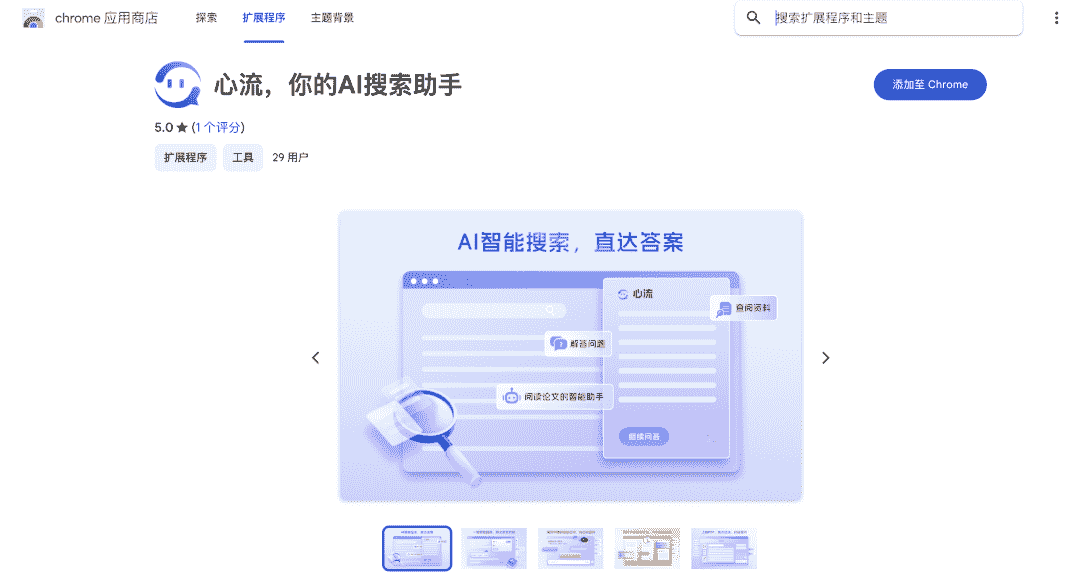 chrome 应用商店 探索 扩展程序 主题背景 搜索扩展程序和主题
心流，你的AI搜索助手 添加至 Chrome
5.0 ★ (1 个评分)
扩展程序 工具 29 用户
AI智能搜索，直达答案
心流
查阅资料
解答问题
阅读论文的智能助手
继续问答